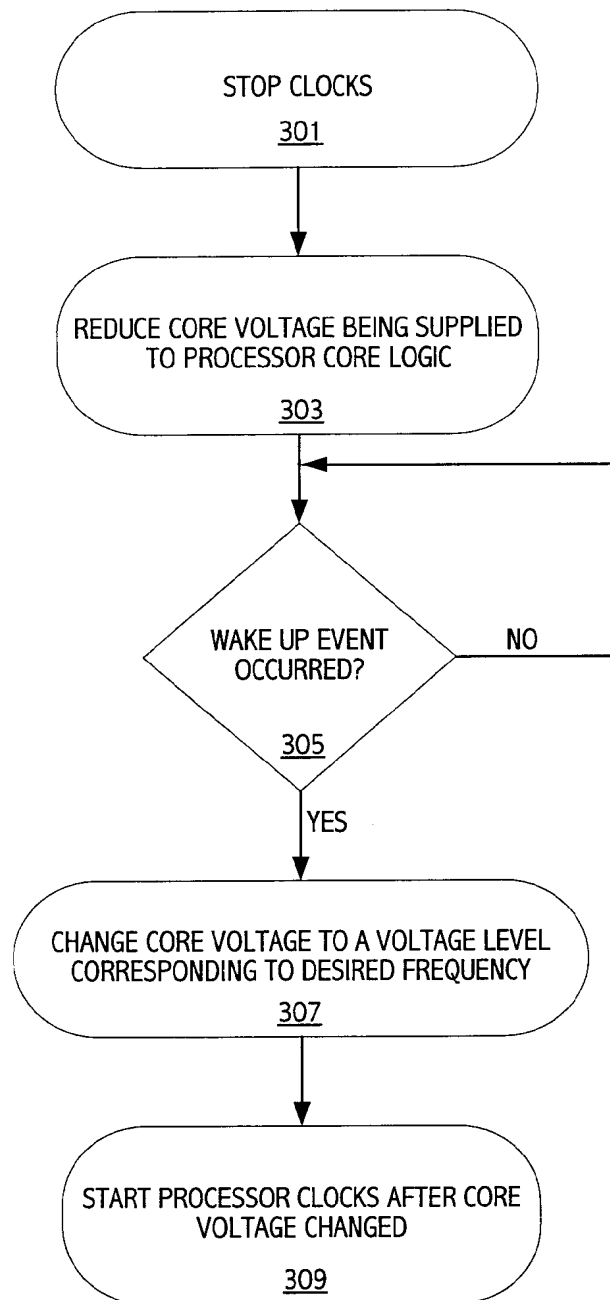 STOP CLOCKS
301
REDUCE CORE VOLTAGE BEING SUPPLIED
TO PROCESSOR CORE LOGIC
303
WAKE UP EVENT
OCCURRED?
NO
305
YES
CHANGE CORE VOLTAGE TO A VOLTAGE LEVEL
CORRESPONDING TO DESIRED FREQUENCY
307
START PROCESSOR CLOCKS AFTER CORE
VOLTAGE CHANGED
309